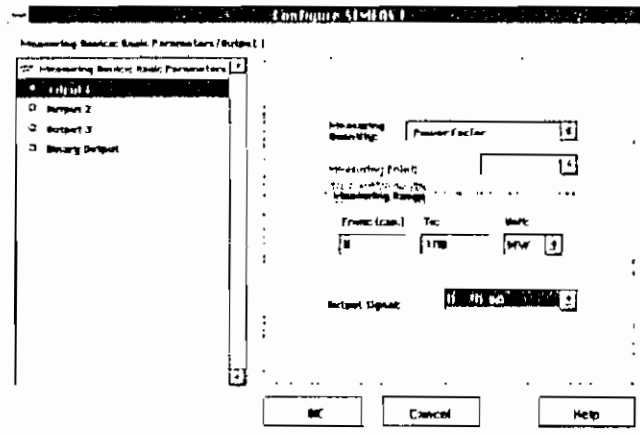 Configure SIMEAS T
Measuring Device: Basic Parameters /Output 1
Measuring Device: Basic Parameters
Output 1
Output 2
Output 3
Binary Output
Measuring
Quantity:
Power Factor
Measuring Point:
Measuring Range
From: (cap.)
To:
Unit:
Output Signal:
OK
Cancel
Help